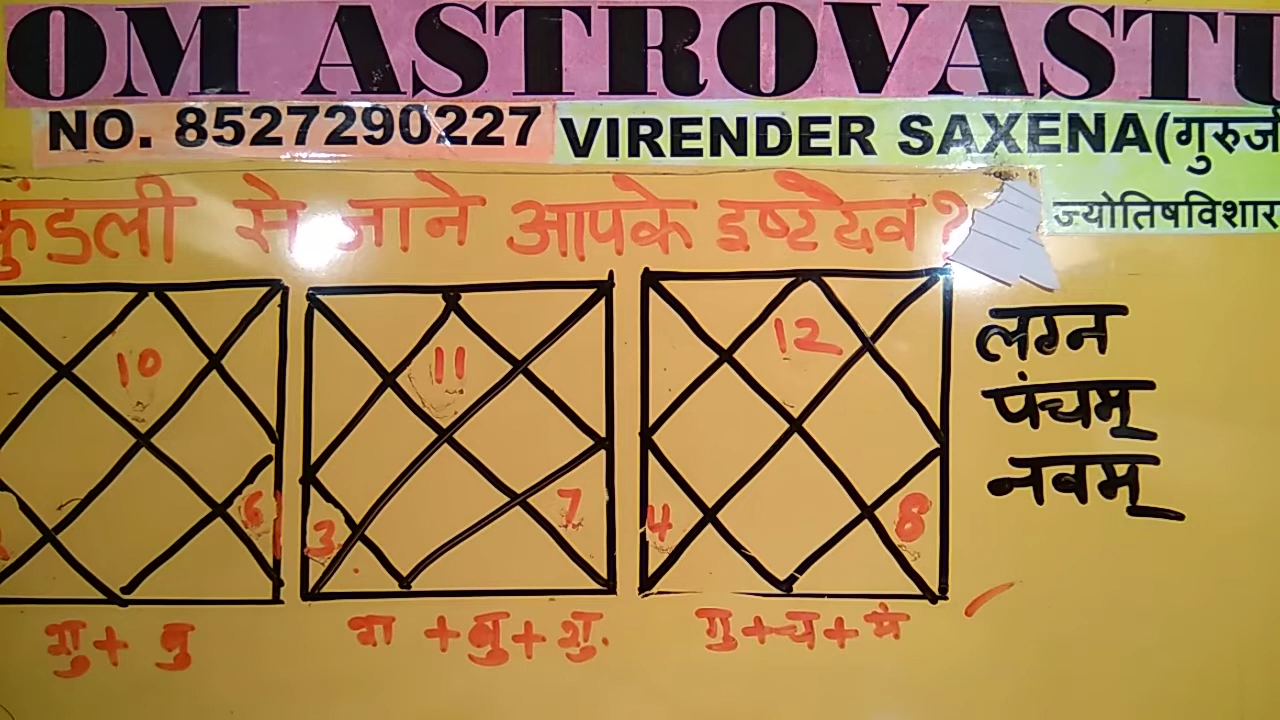 OM ASTROVASTU
NO. 8527290227 VIRENDER SAXENA(गुरुजी
ज्योतिषविशार
कुंडली से जाने आपके इष्टदेव?
10 11 12
लग्न
पंचम्
नवम्
6 3 7 4 8
शु+ बु श +बु+शु. गु+च+मं